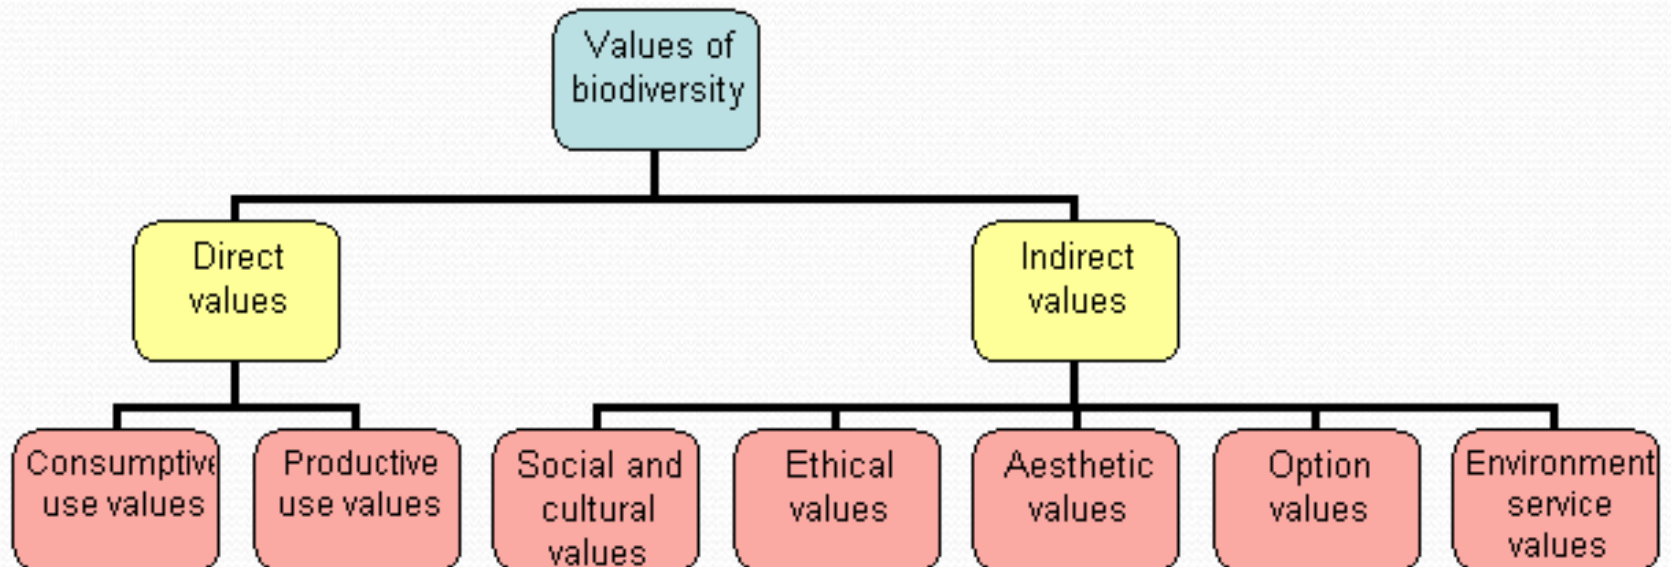 Values of
biodiversity
Direct
values
Indirect
values
Consumptive
use values
Productive
use values
Social and
cultural
values
Ethical
values
Aesthetic
values
Option
values
Environment
service
values